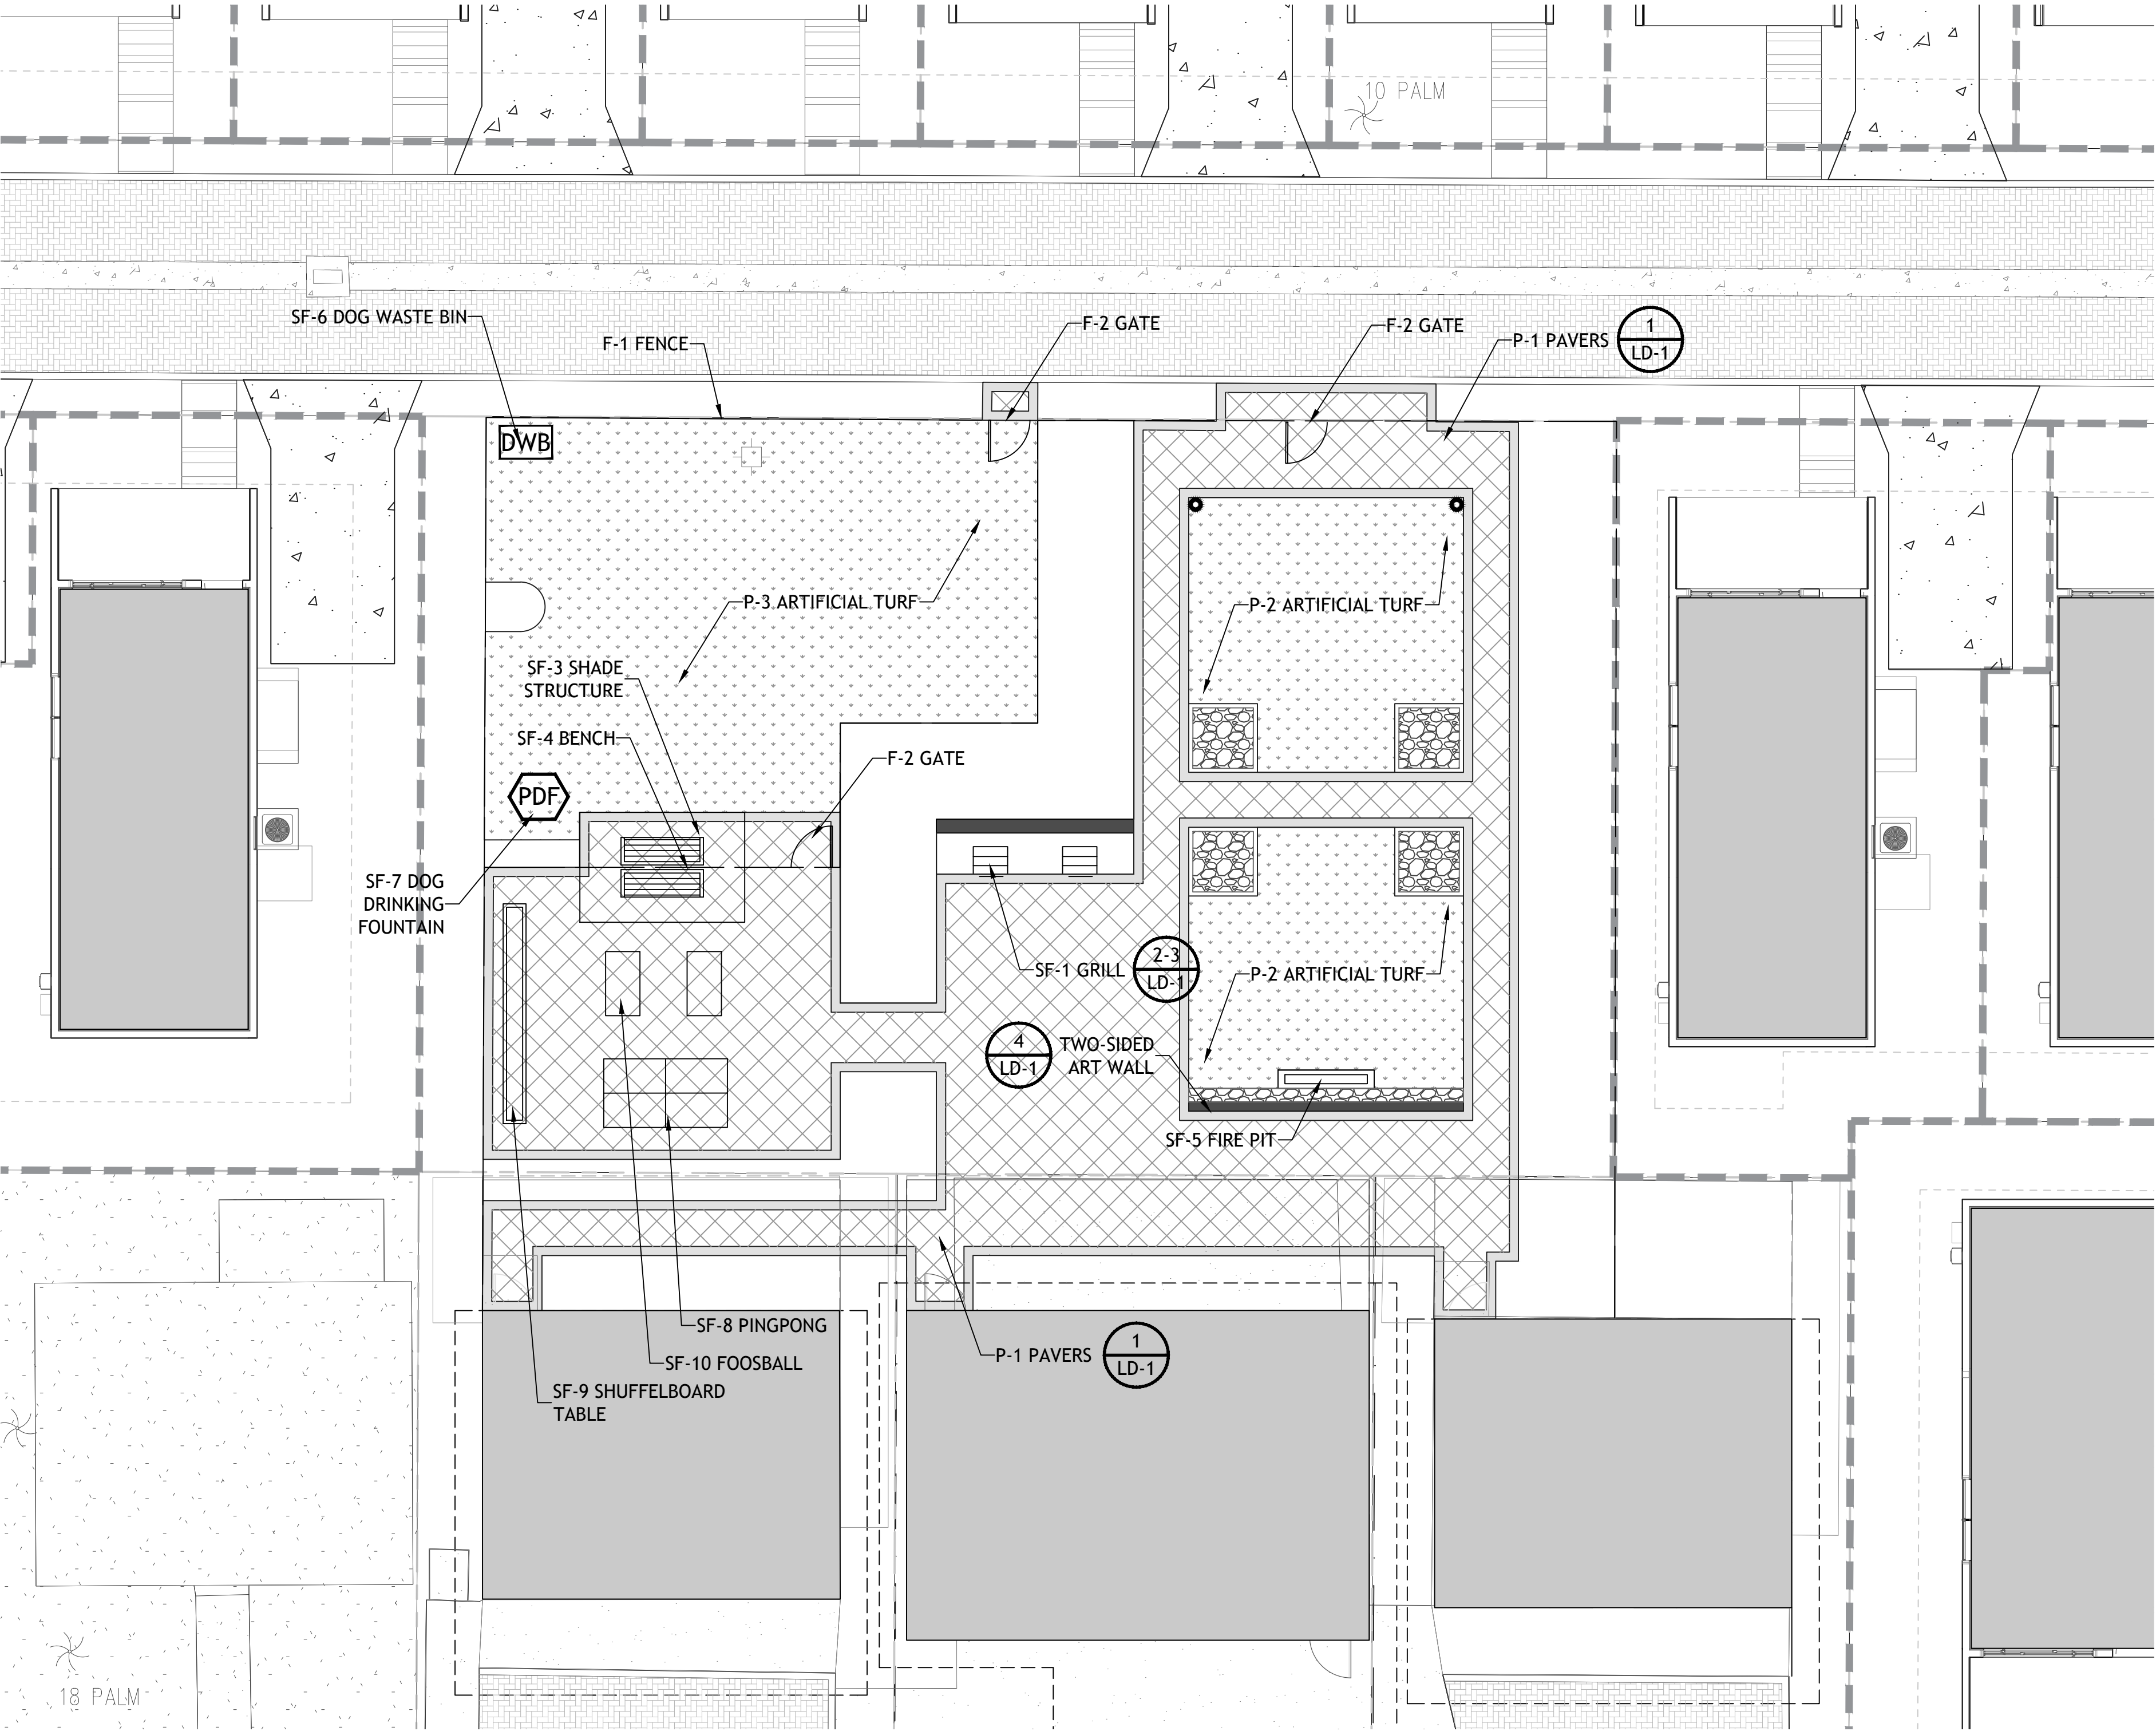 10 PALM
SF-6 DOG WASTE BIN
F-1 FENCE
F-2 GATE
F-2 GATE
P-1 PAVERS
1
LD-1
DWB
P-3 ARTIFICIAL TURF
P-2 ARTIFICIAL TURF
SF-3 SHADE
STRUCTURE
SF-4 BENCH
F-2 GATE
PDF
SF-7 DOG
DRINKING
FOUNTAIN
SF-1 GRILL
2-3
LD-1
P-2 ARTIFICIAL TURF
4
LD-1
TWO-SIDED
ART WALL
SF-5 FIRE PIT
SF-8 PINGPONG
SF-10 FOOSBALL
SF-9 SHUFFELBOARD
TABLE
P-1 PAVERS
1
LD-1
18 PALM